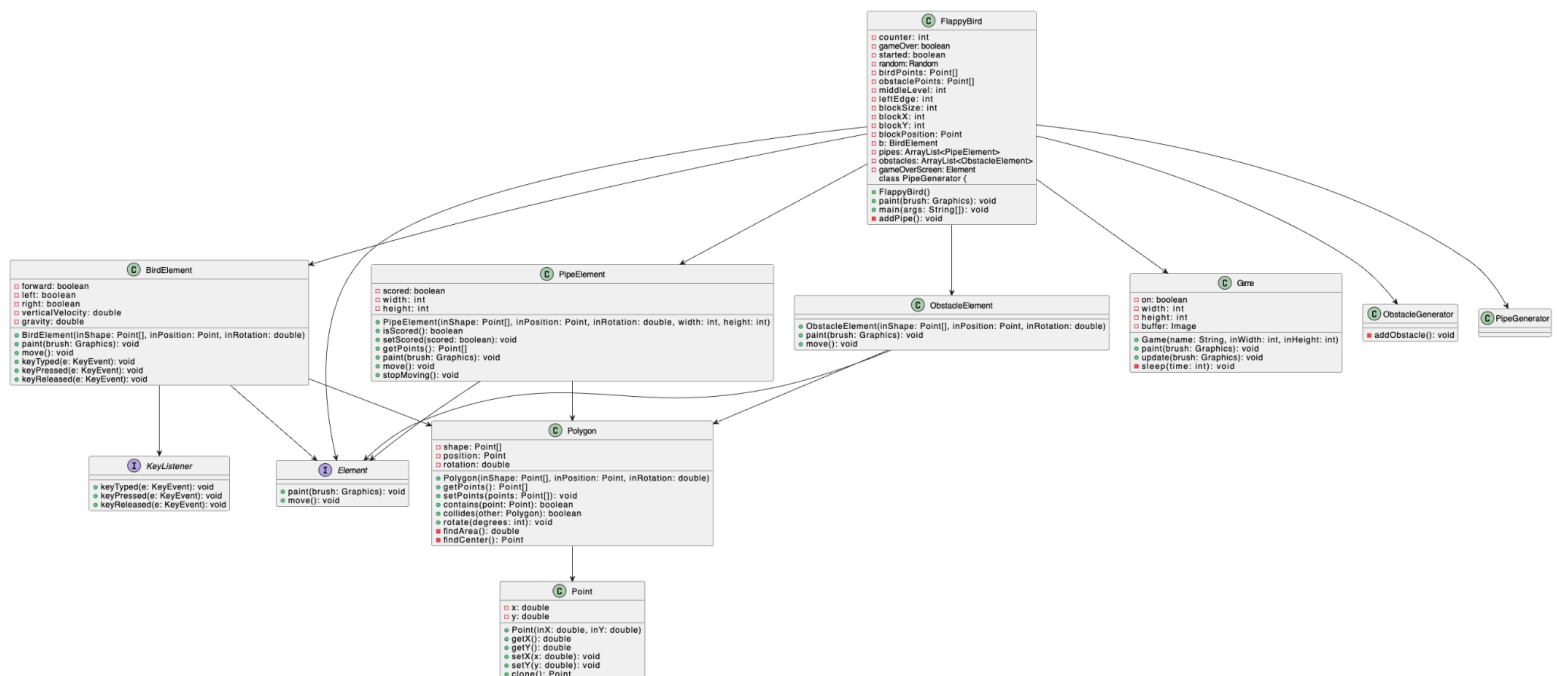 C FlappyBird
counter: int
gameOver: boolean
started: boolean
random: Random
birdPoints: Point[]
obstaclePoints: Point[]
middleLevel: int
leftEdge: int
blockSize: int
blockX: int
blockY: int
blockPosition: Point
b: BirdElement
pipes: ArrayList<PipeElement>
obstacles: ArrayList<ObstacleElement>
gameOverScreen: Element
class PipeGenerator {
FlappyBird()
paint(brush: Graphics): void
main(args: String[]): void
addPipe(): void
C BirdElement
forward: boolean
left: boolean
right: boolean
verticalVelocity: double
gravity: double
BirdElement(inShape: Point[], inPosition: Point, inRotation: double)
paint(brush: Graphics): void
move(): void
keyTyped(e: KeyEvent): void
keyPressed(e: KeyEvent): void
keyReleased(e: KeyEvent): void
C PipeElement
scored: boolean
width: int
height: int
PipeElement(inShape: Point[], inPosition: Point, inRotation: double, width: int, height: int)
isScored(): boolean
setScored(scored: boolean): void
getPoints(): Point[]
paint(brush: Graphics): void
move(): void
stopMoving(): void
C ObstacleElement
ObstacleElement(inShape: Point[], inPosition: Point, inRotation: double)
paint(brush: Graphics): void
move(): void
C Game
on: boolean
width: int
height: int
buffer: Image
Game(name: String, inWidth: int, inHeight: int)
paint(brush: Graphics): void
update(brush: Graphics): void
sleep(time: int): void
C ObstacleGenerator
addObstacle(): void
C PipeGenerator
I KeyListener
keyTyped(e: KeyEvent): void
keyPressed(e: KeyEvent): void
keyReleased(e: KeyEvent): void
I Element
paint(brush: Graphics): void
move(): void
C Polygon
shape: Point[]
position: Point
rotation: double
Polygon(inShape: Point[], inPosition: Point, inRotation: double)
getPoints(): Point[]
setPoints(points: Point[]): void
contains(point: Point): boolean
collides(other: Polygon): boolean
rotate(degrees: int): void
findArea(): double
findCenter(): Point
C Point
x: double
y: double
Point(inX: double, inY: double)
getX(): double
getY(): double
setX(x: double): void
setY(y: double): void
clone(): Point